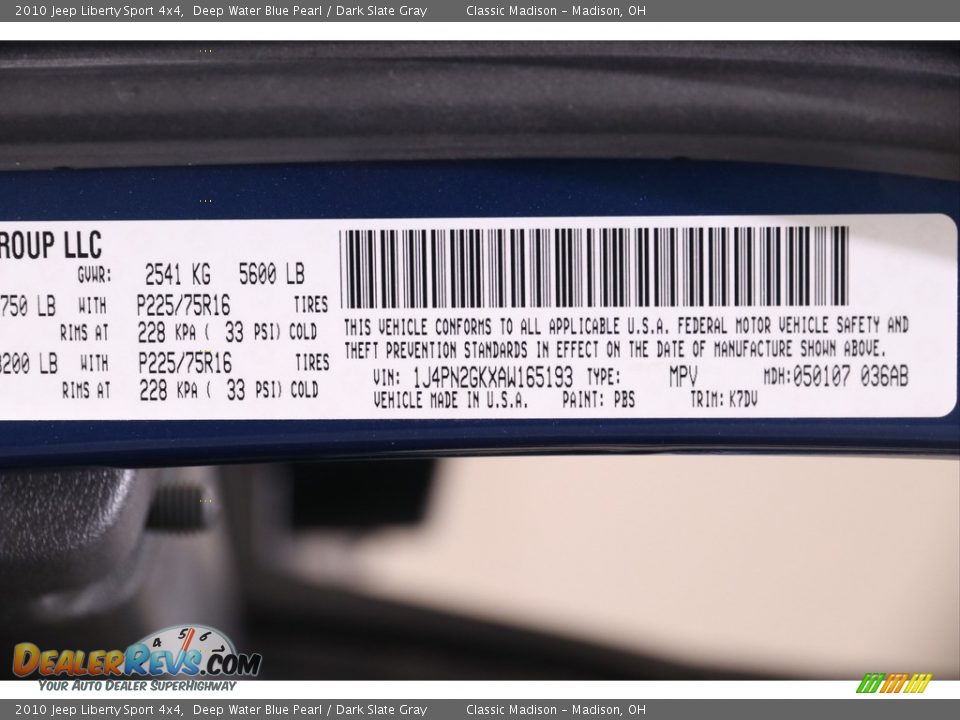 2010 Jeep Liberty Sport 4x4, Deep Water Blue Pearl / Dark Slate Gray Classic Madison – Madison, OH
ROUP LLC
GVWR: 2541 KG 5600 LB
750 LB WITH P225/75R16 TIRES
RIMS AT 228 KPA ( 33 PSI) COLD
200 LB WITH P225/75R16 TIRES
RIMS AT 228 KPA ( 33 PSI) COLD
THIS VEHICLE CONFORMS TO ALL APPLICABLE U.S.A. FEDERAL MOTOR VEHICLE SAFETY AND
THEFT PREVENTION STANDARDS IN EFFECT ON THE DATE OF MANUFACTURE SHOWN ABOVE.
VIN: 1J4PN2GKXAW165193 TYPE: MPV MDH:050107 036AB
VEHICLE MADE IN U.S.A. PAINT: PBS TRIM: K7DV
4 5 6
DEALERREVS.COM
YOUR AUTO DEALER SUPERHIGHWAY
2010 Jeep Liberty Sport 4x4, Deep Water Blue Pearl / Dark Slate Gray Classic Madison – Madison, OH